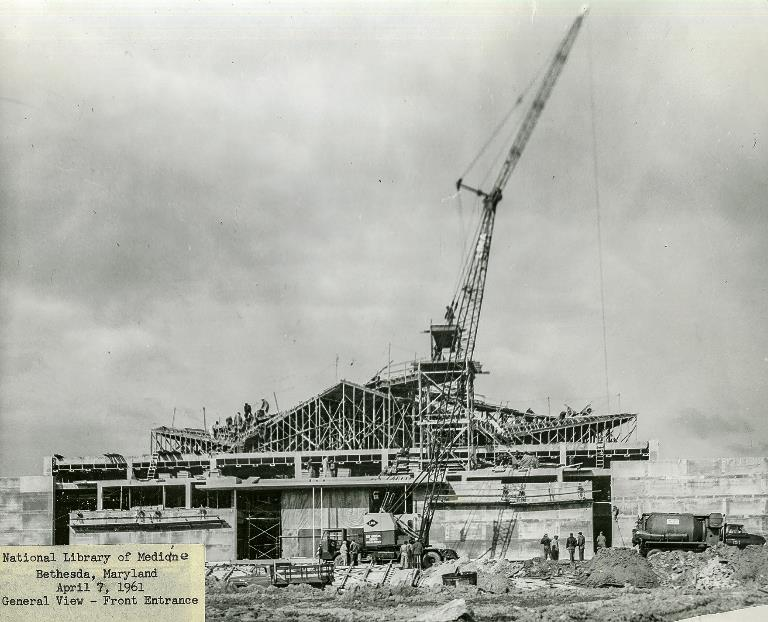 National Library of Medicine
Bethesda, Maryland
April 7, 1961
General View - Front Entrance